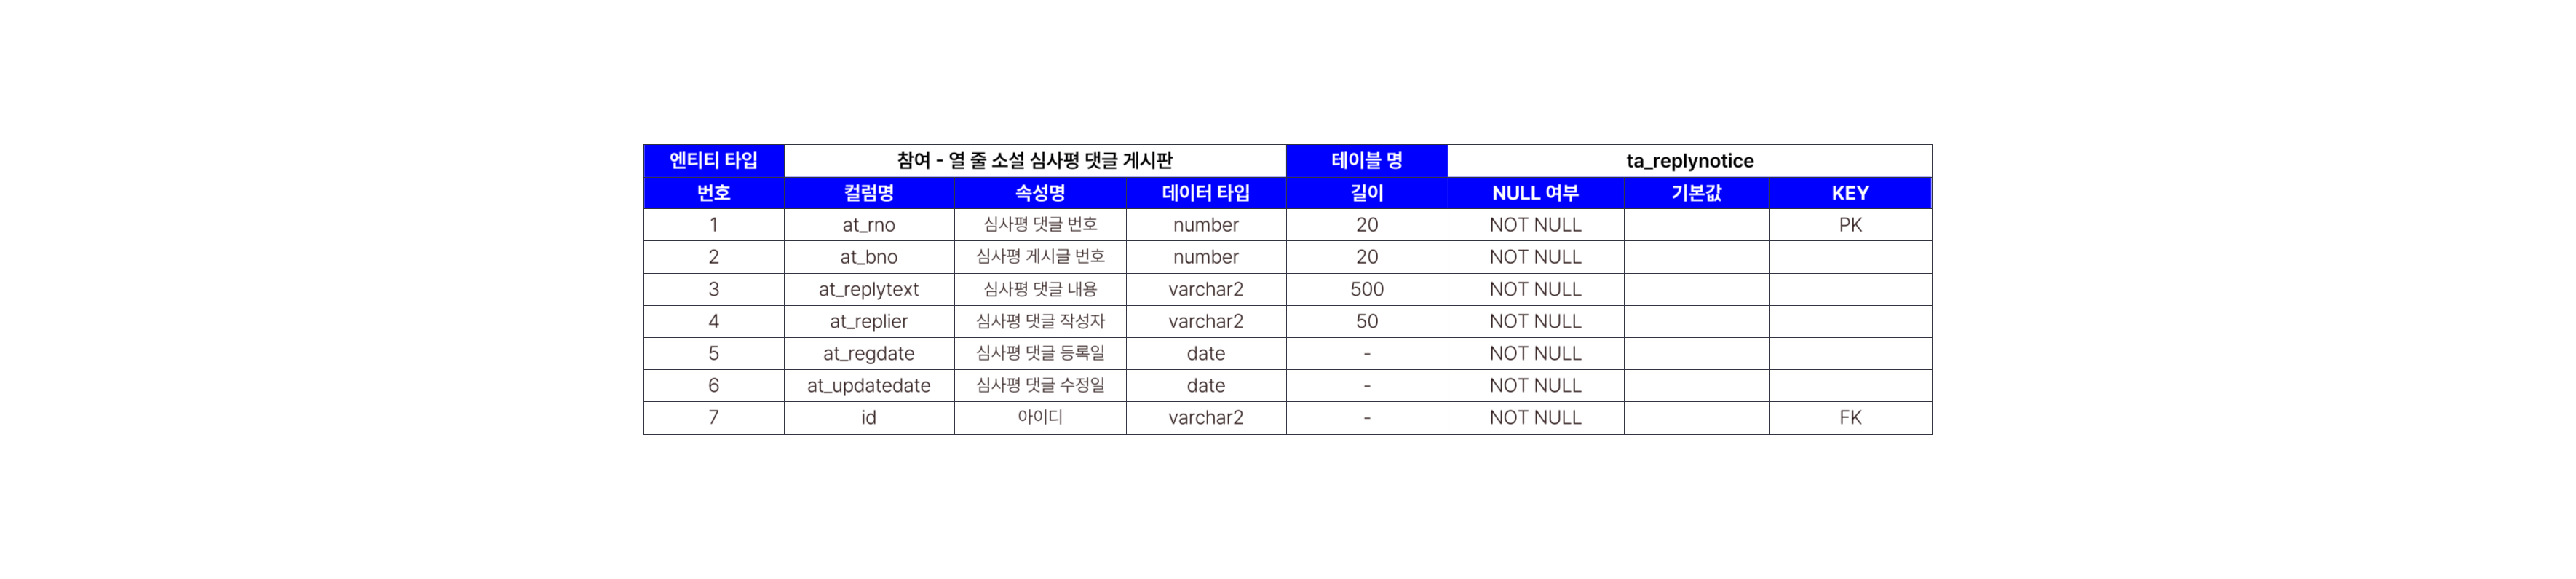 엔티티 타입 참여 - 열 줄 소설 심사평 댓글 게시판 테이블 명 ta_replynotice
번호 컬럼명 속성명 데이터 타입 길이 NULL 여부 기본값 KEY
1 at_rno 심사평 댓글 번호 number 20 NOT NULL PK
2 at_bno 심사평 게시글 번호 number 20 NOT NULL
3 at_replytext 심사평 댓글 내용 varchar2 500 NOT NULL
4 at_replier 심사평 댓글 작성자 varchar2 50 NOT NULL
5 at_regdate 심사평 댓글 등록일 date - NOT NULL
6 at_updatedate 심사평 댓글 수정일 date - NOT NULL
7 id 아이디 varchar2 - NOT NULL FK